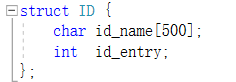 struct ID {
    char id_name[500];
    int  id_entry;
};